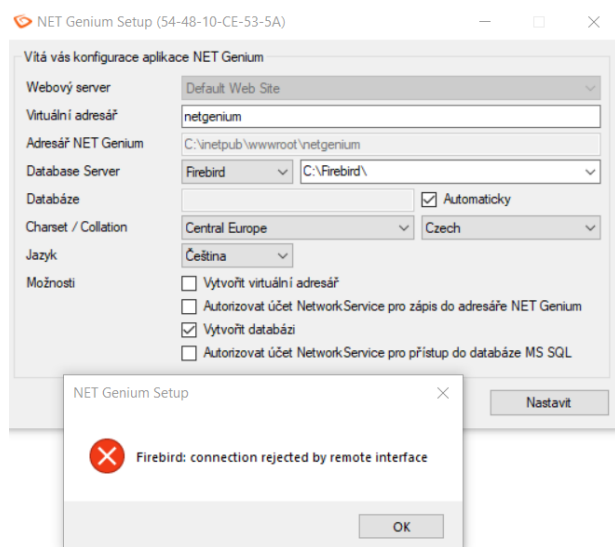 NET Genium Setup (54-48-10-CE-53-5A)
Vítá vás konfigurace aplikace NET Genium
Webový server Default Web Site
Virtuální adresář netgenium
Adresář NET Genium C:\inetpub\wwwroot\netgenium
Database Server Firebird C:\Firebird\
Databáze Automaticky
Charset / Collation Central Europe Czech
Jazyk Čeština
Možnosti Vytvořit virtuální adresář
Autorizovat účet NetworkService pro zápis do adresáře NET Genium
Vytvořit databázi
Autorizovat účet NetworkService pro přístup do databáze MS SQL
Nastavit
NET Genium Setup
Firebird: connection rejected by remote interface
OK